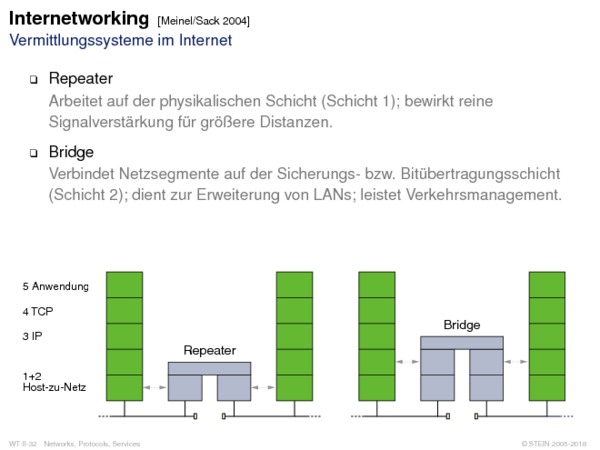 Internetworking [Meinel/Sack 2004]
Vermittlungssysteme im Internet
Repeater
Arbeitet auf der physikalischen Schicht (Schicht 1); bewirkt reine
Signalverstärkung für größere Distanzen.
Bridge
Verbindet Netzsegmente auf der Sicherungs- bzw. Bitübertragungsschicht
(Schicht 2); dient zur Erweiterung von LANs; leistet Verkehrsmanagement.
5 Anwendung
4 TCP
3 IP
1+2
Host-zu-Netz
Repeater
Bridge
WT:II-32 Networks, Protocols, Services
© STEIN 2005-2018